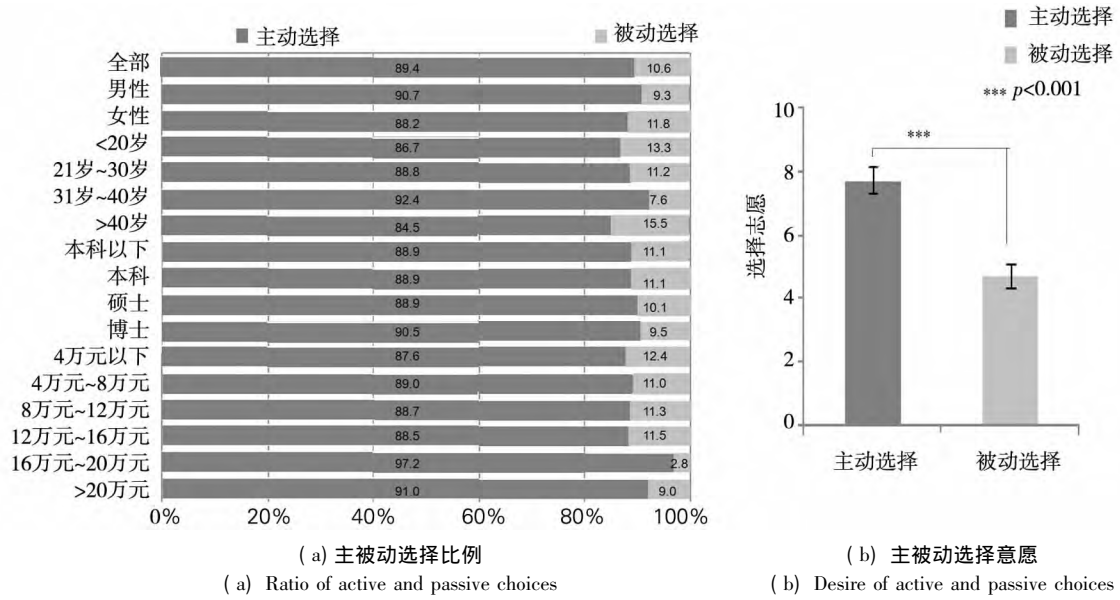 主动选择 被动选择
全部 89.4 10.6
男性 90.7 9.3
女性 88.2 11.8
<20岁 86.7 13.3
21岁~30岁 88.8 11.2
31岁~40岁 92.4 7.6
>40岁 84.5 15.5
本科以下 88.9 11.1
本科 88.9 11.1
硕士 88.9 10.1
博士 90.5 9.5
4万元以下 87.6 12.4
4万元~8万元 89.0 11.0
8万元~12万元 88.7 11.3
12万元~16万元 88.5 11.5
16万元~20万元 97.2 2.8
>20万元 91.0 9.0
0% 20% 40% 60% 80% 100%
(a)主被动选择比例
(a) Ratio of active and passive choices
主动选择
被动选择
*** p<0.001
***
选择志愿
10
8
6
4
2
0
主动选择 被动选择
(b) 主被动选择意愿
(b) Desire of active and passive choices